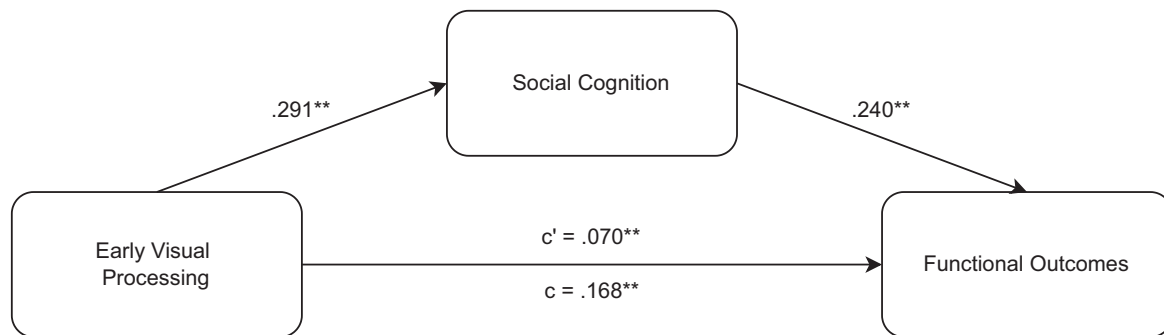 Social Cognition
.291**
.240**
Early Visual
Processing
c' = .070**
c = .168**
Functional Outcomes